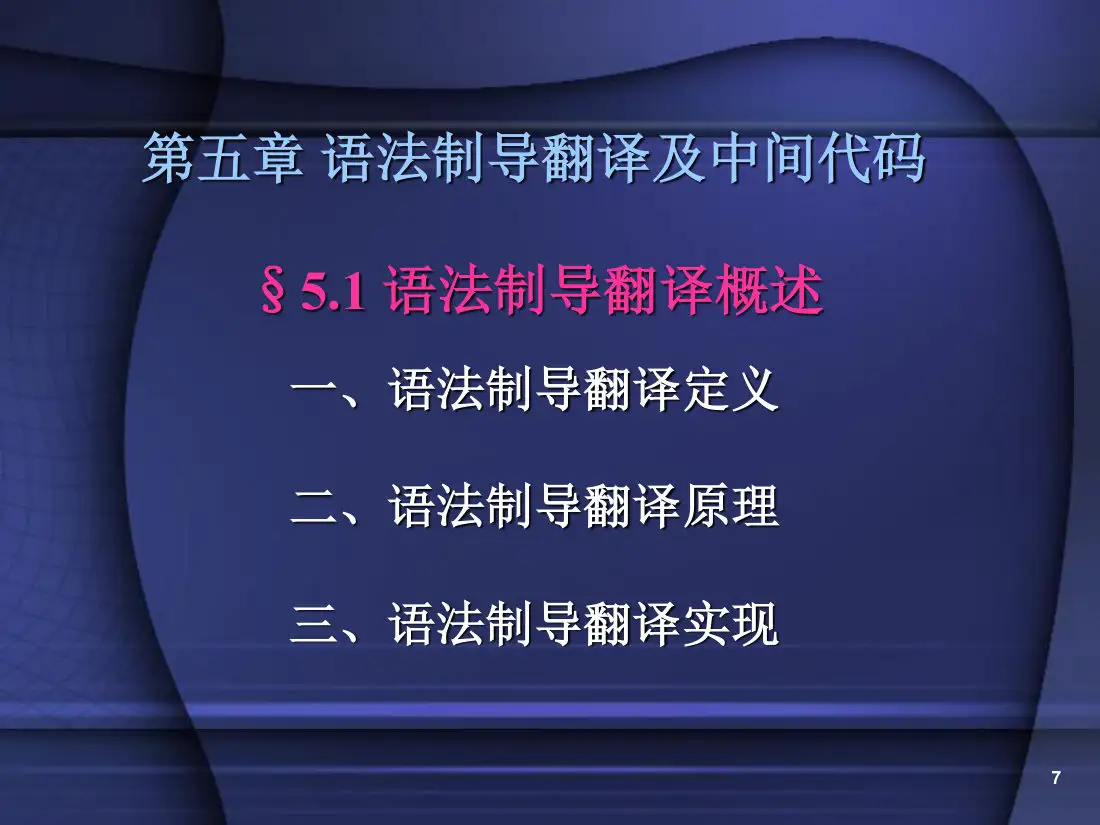 第五章 语法制导翻译及中间代码
§5.1 语法制导翻译概述
一、语法制导翻译定义
二、语法制导翻译原理
三、语法制导翻译实现
7